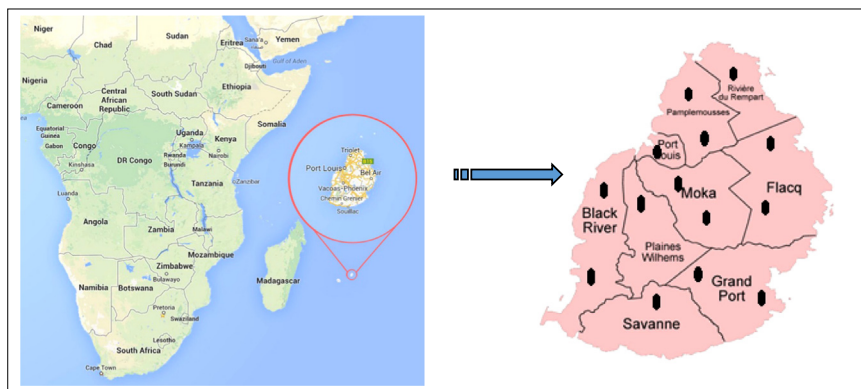 Niger
Chad
Sudan
Eritrea
Sana'a
Yemen
Gulf of Aden
Djibouti
Nigeria
Ethiopia
Central
African
Republic
South Sudan
Cameroon
Somalia
Equatorial
Guinea
Gabon
Congo
Uganda
Kampala
Kenya
Nairobi
DR Congo
Rwanda
Burundi
Kinshasa
Tanzania
Zanzibar
Luanda
Angola
Zambia
Malawi
Mozambique
Zimbabwe
Bulawayo
Madagascar
Namibia
Botswana
Pretoria
Swaziland
Lesotho
South Africa
Cape Town
Triolet
Port Louis
Bel Air
Vacoas-Phoenix
Chemin Grenier
Souillac
Rivière
du Rempart
Pamplemousses
Port
Louis
Moka
Flacq
Black
River
Plaines
Wilhems
Grand
Port
Savanne